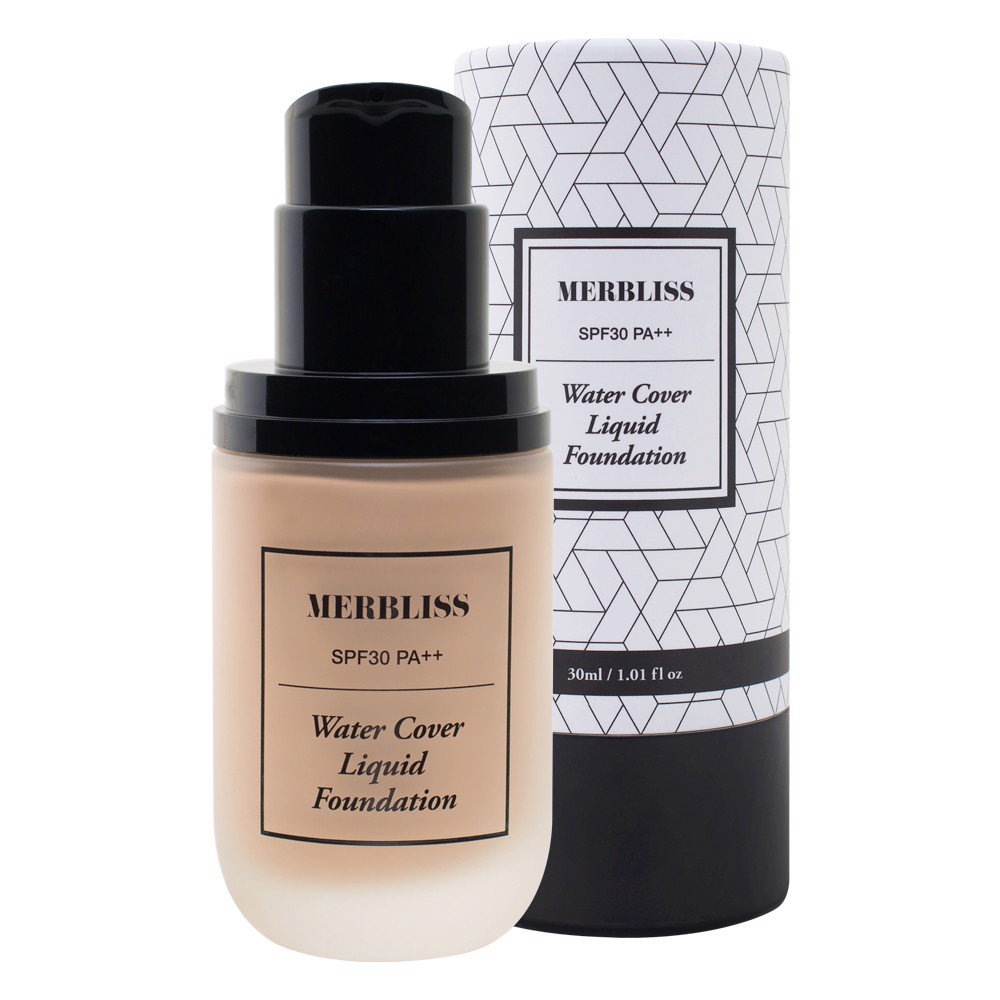 MERBLISS
SPF30 PA++
Water Cover
Liquid
Foundation
MERBLISS
SPF30 PA++
Water Cover
Liquid
Foundation
30ml / 1.01 fl oz